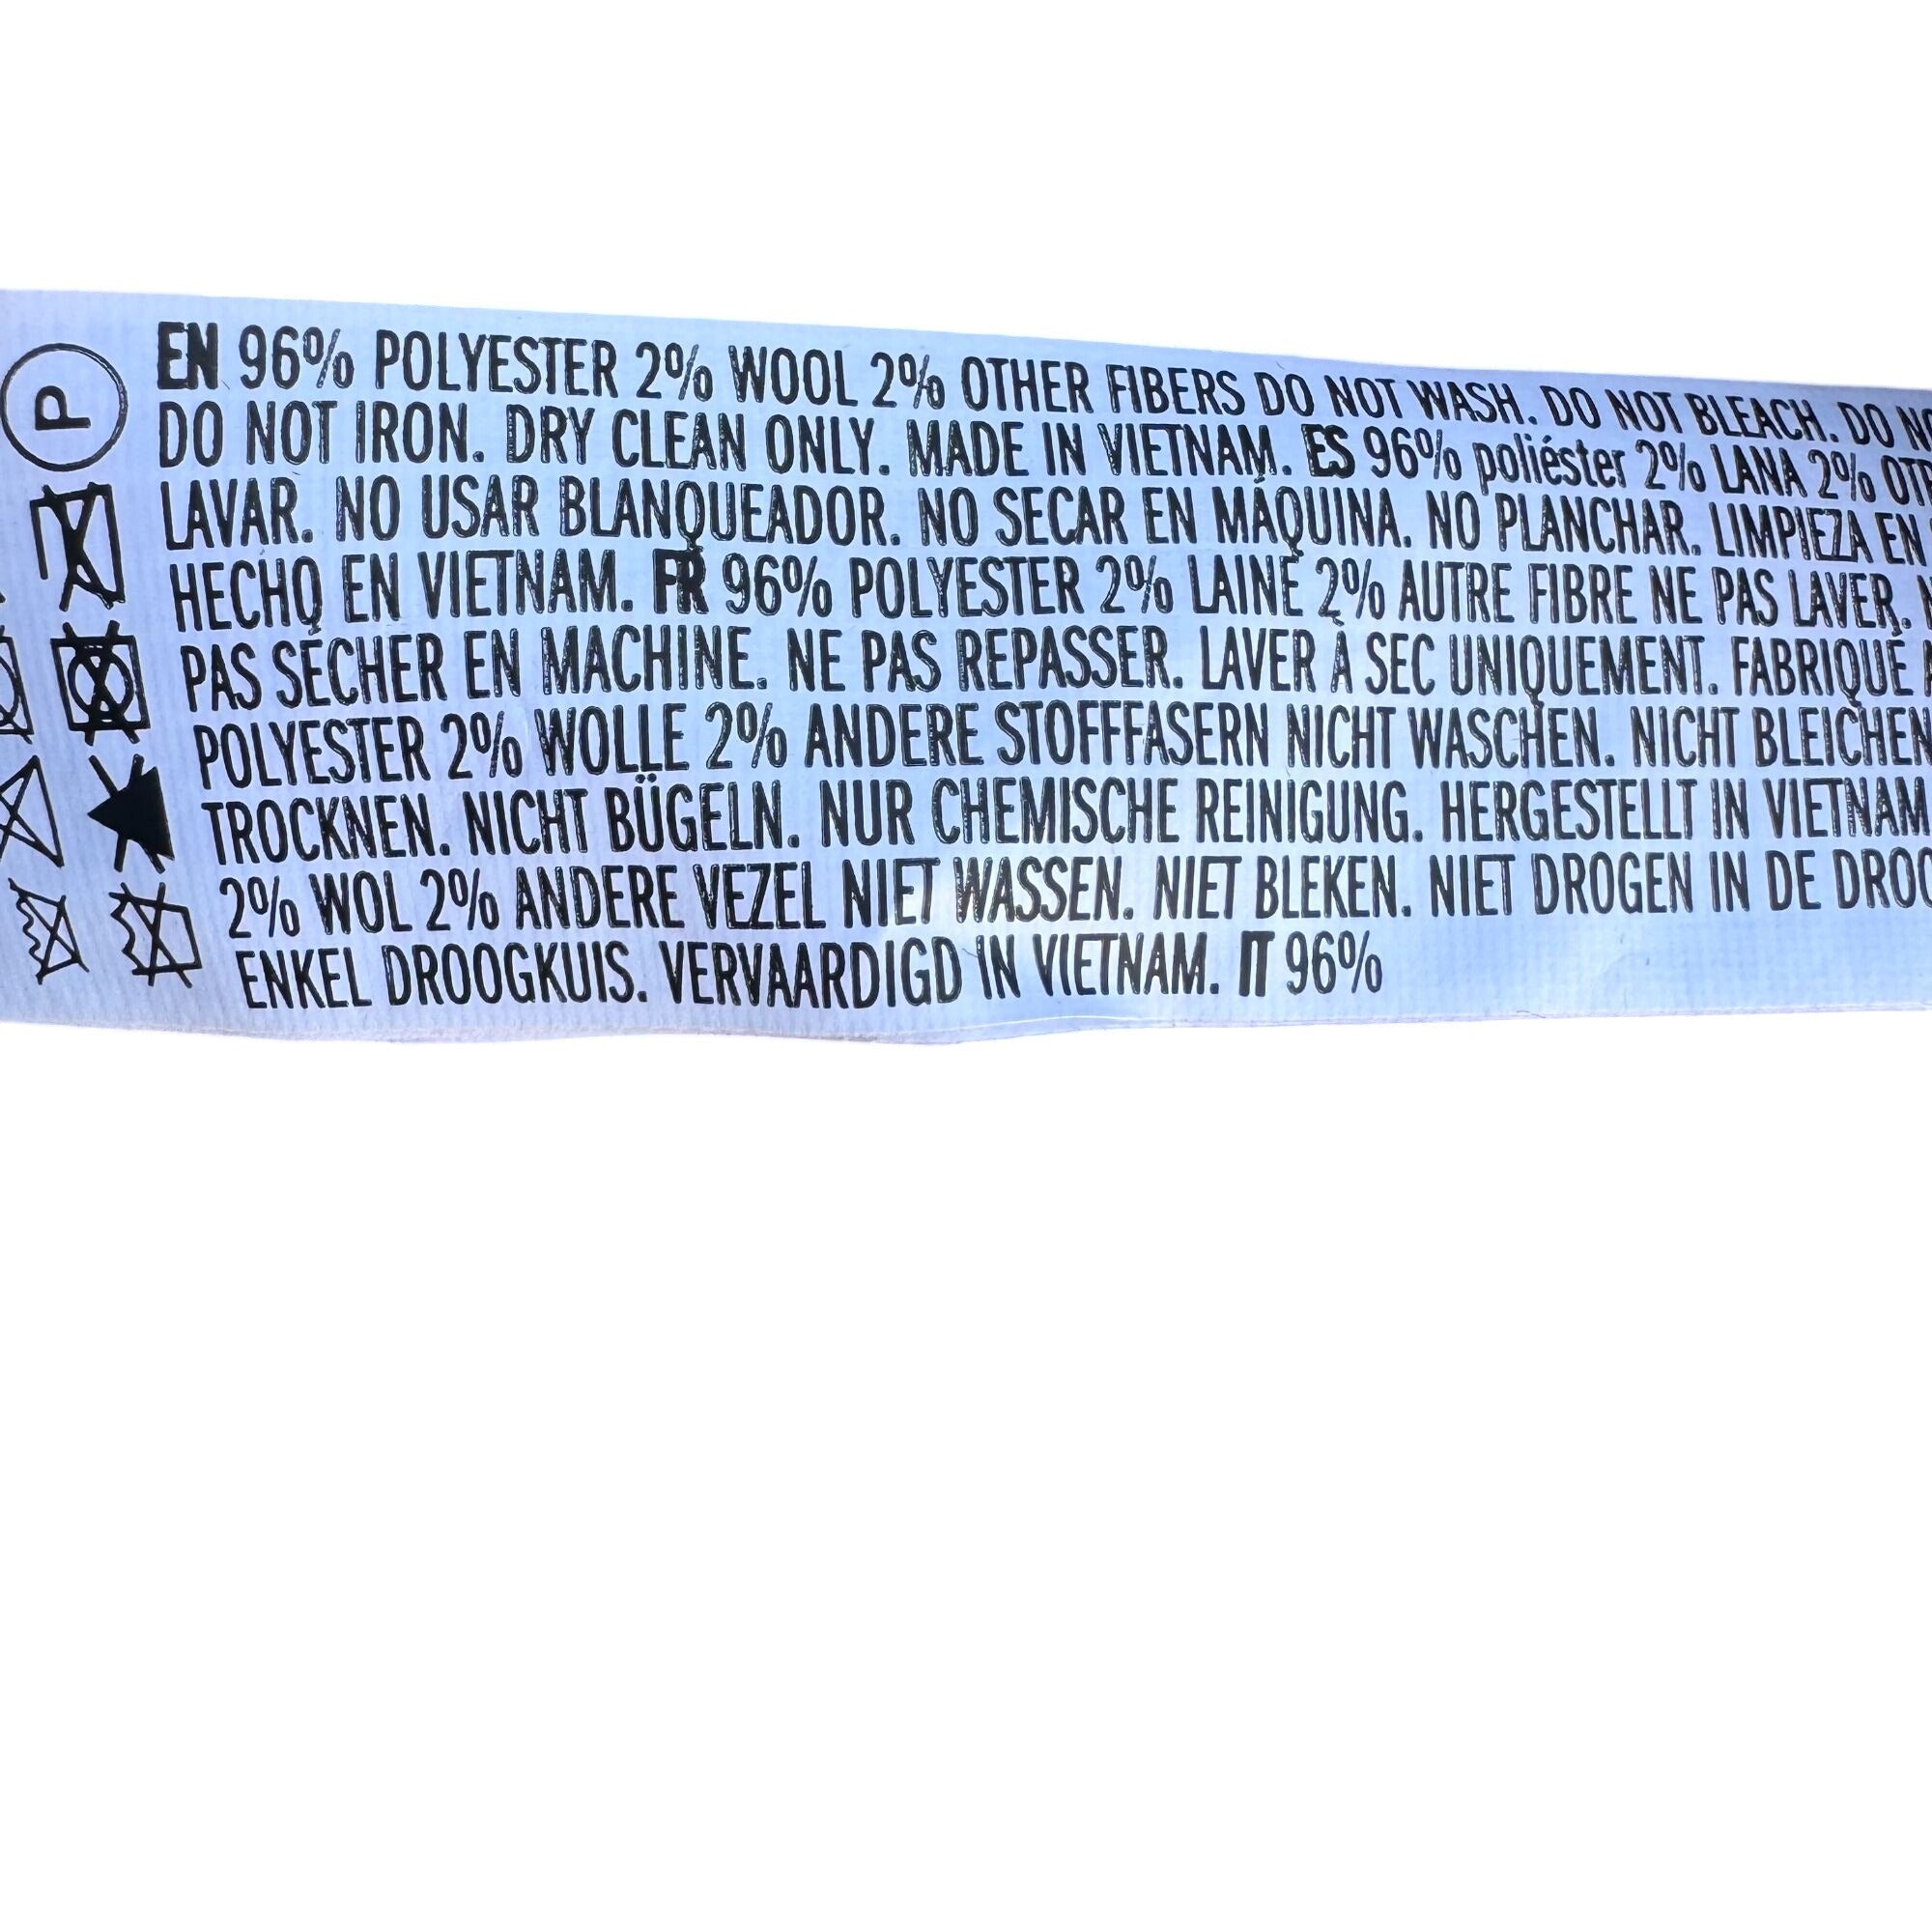 P
EN 96% POLYESTER 2% WOOL 2% OTHER FIBERS DO NOT WASH. DO NOT BLEACH. DO
DO NOT IRON. DRY CLEAN ONLY. MADE IN VIETNAM. ES 96% poliéster 2% LANA 2%
LAVAR. NO USAR BLANQUEADOR. NO SECAR EN MÁQUINA. NO PLANCHAR. LIMPIEZA EN
HECHO EN VIETNAM. FR 96% POLYESTER 2% LAINE 2% AUTRE FIBRE NE PAS LAVER.
PAS SÉCHER EN MACHINE. NE PAS REPASSER. LAVER À SEC UNIQUEMENT. FABRIQUÉ
POLYESTER 2% WOLLE 2% ANDERE STOFFFASERN NICHT WASCHEN. NICHT BLEICHEN
TROCKNEN. NICHT BÜGELN. NUR CHEMISCHE REINIGUNG. HERGESTELLT IN VIETNAM
2% WOL 2% ANDERE VEZEL NIET WASSEN. NIET BLEKEN. NIET DROGEN IN DE
ENKEL DROOGKUIS. VERVAARDIGD IN VIETNAM. IT 96%